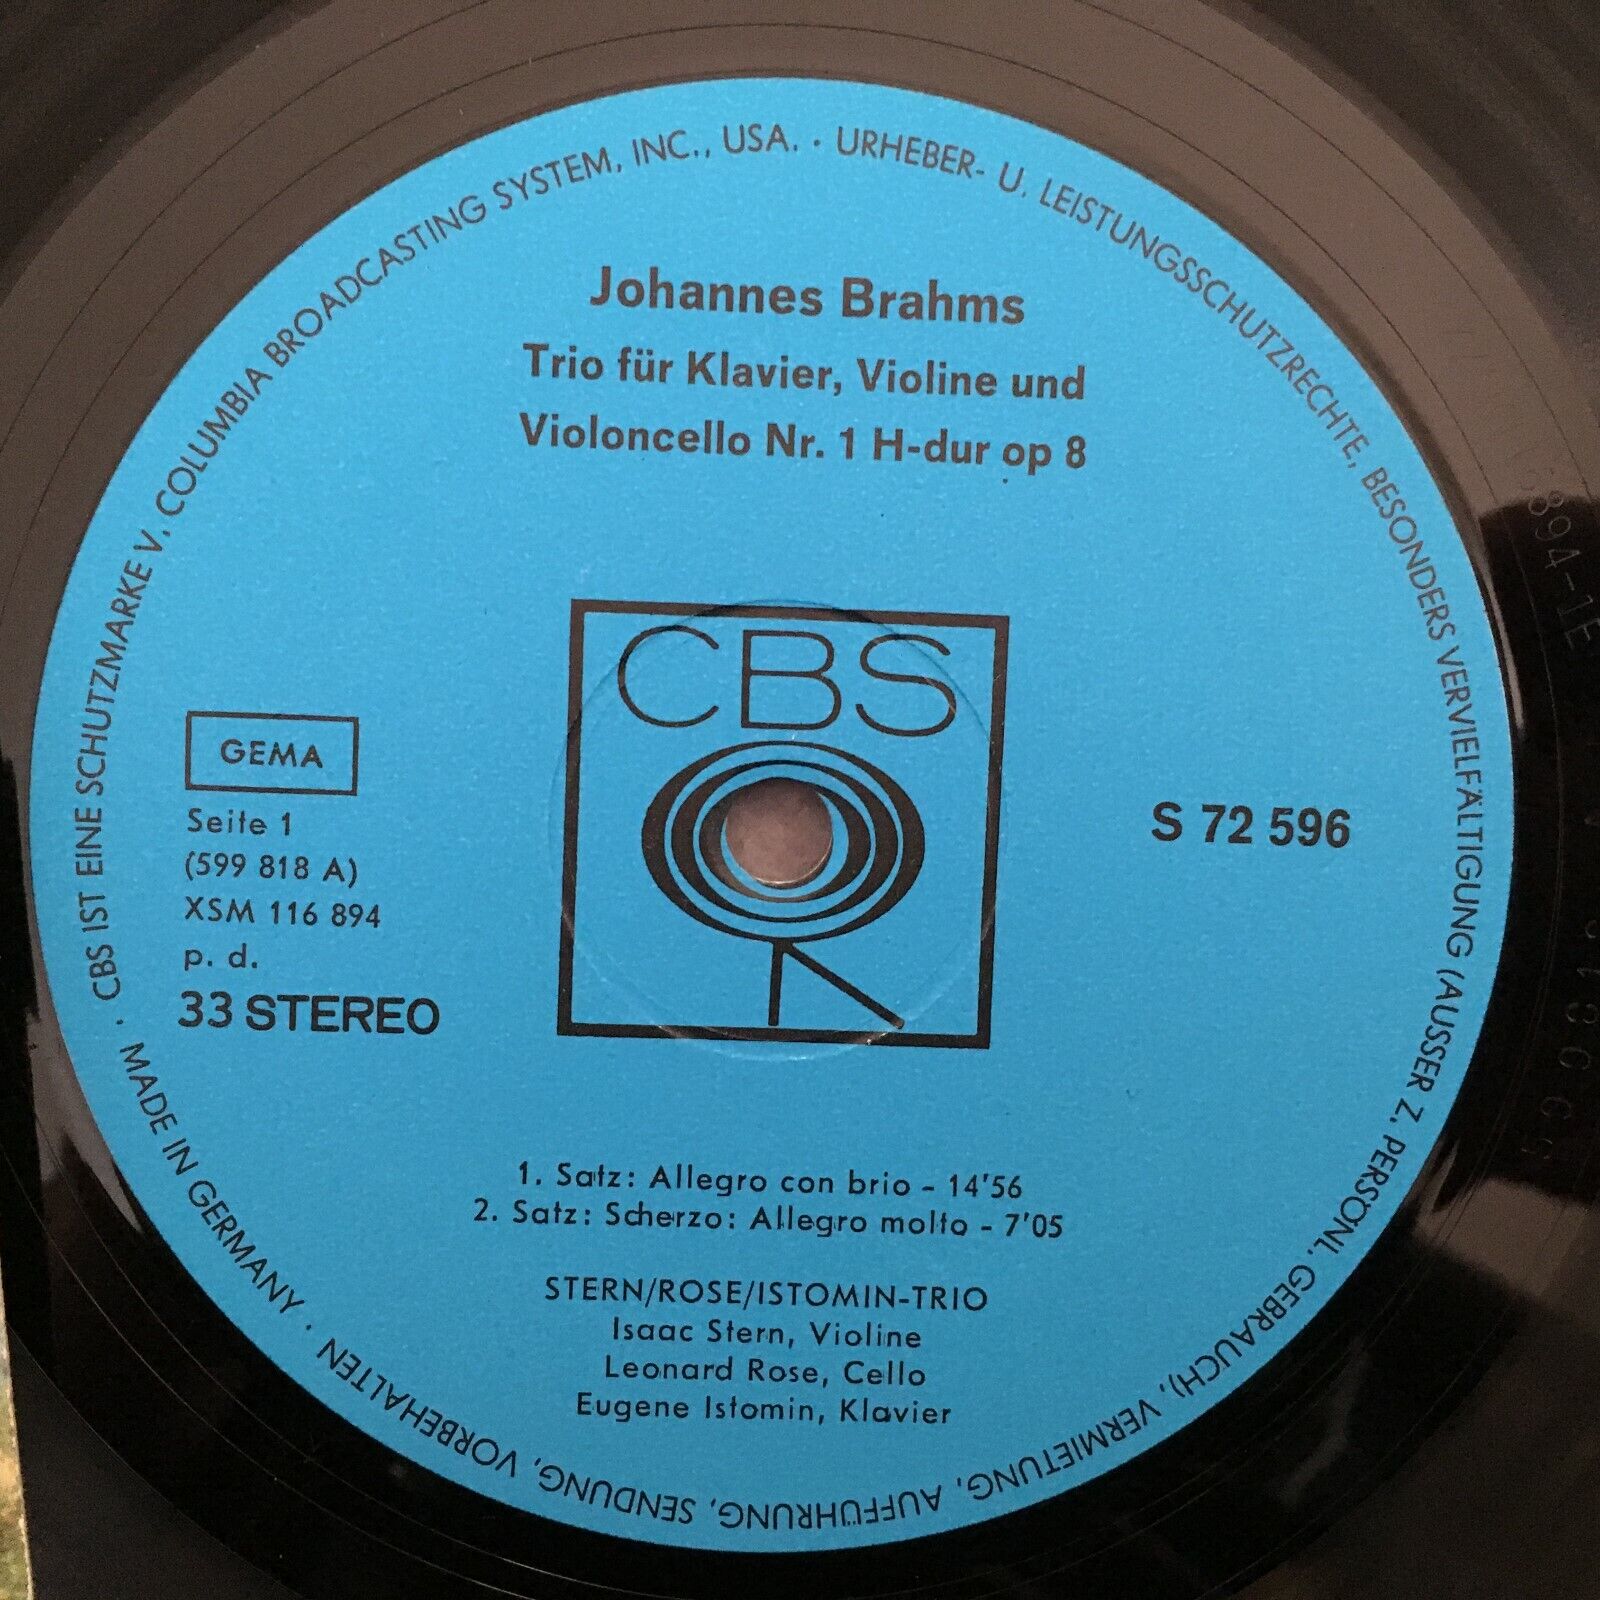 CBS IST EINE SCHUTZMARKE V. COLUMBIA BROADCASTING SYSTEM, INC., USA. · URHEBER- U. LEISTUNGSSCHUTZRECHTE, BESONDERS VERVIELFÄLTIGUNG (AUSSER Z. PERSÖNL. GEBRAUCH), VERMIETUNG, AUFFÜHRUNG, SENDUNG, VORBEHALTEN · MADE IN GERMANY ·
Johannes Brahms
Trio für Klavier, Violine und
Violoncello Nr. 1 H-dur op 8
CBS
GEMA
Seite 1
(599 818 A)
XSM 116 894
p. d.
33 STEREO
S 72 596
1. Satz: Allegro con brio - 14'56
2. Satz: Scherzo: Allegro molto - 7'05
STERN/ROSE/ISTOMIN-TRIO
Isaac Stern, Violine
Leonard Rose, Cello
Eugene Istomin, Klavier
894-1E